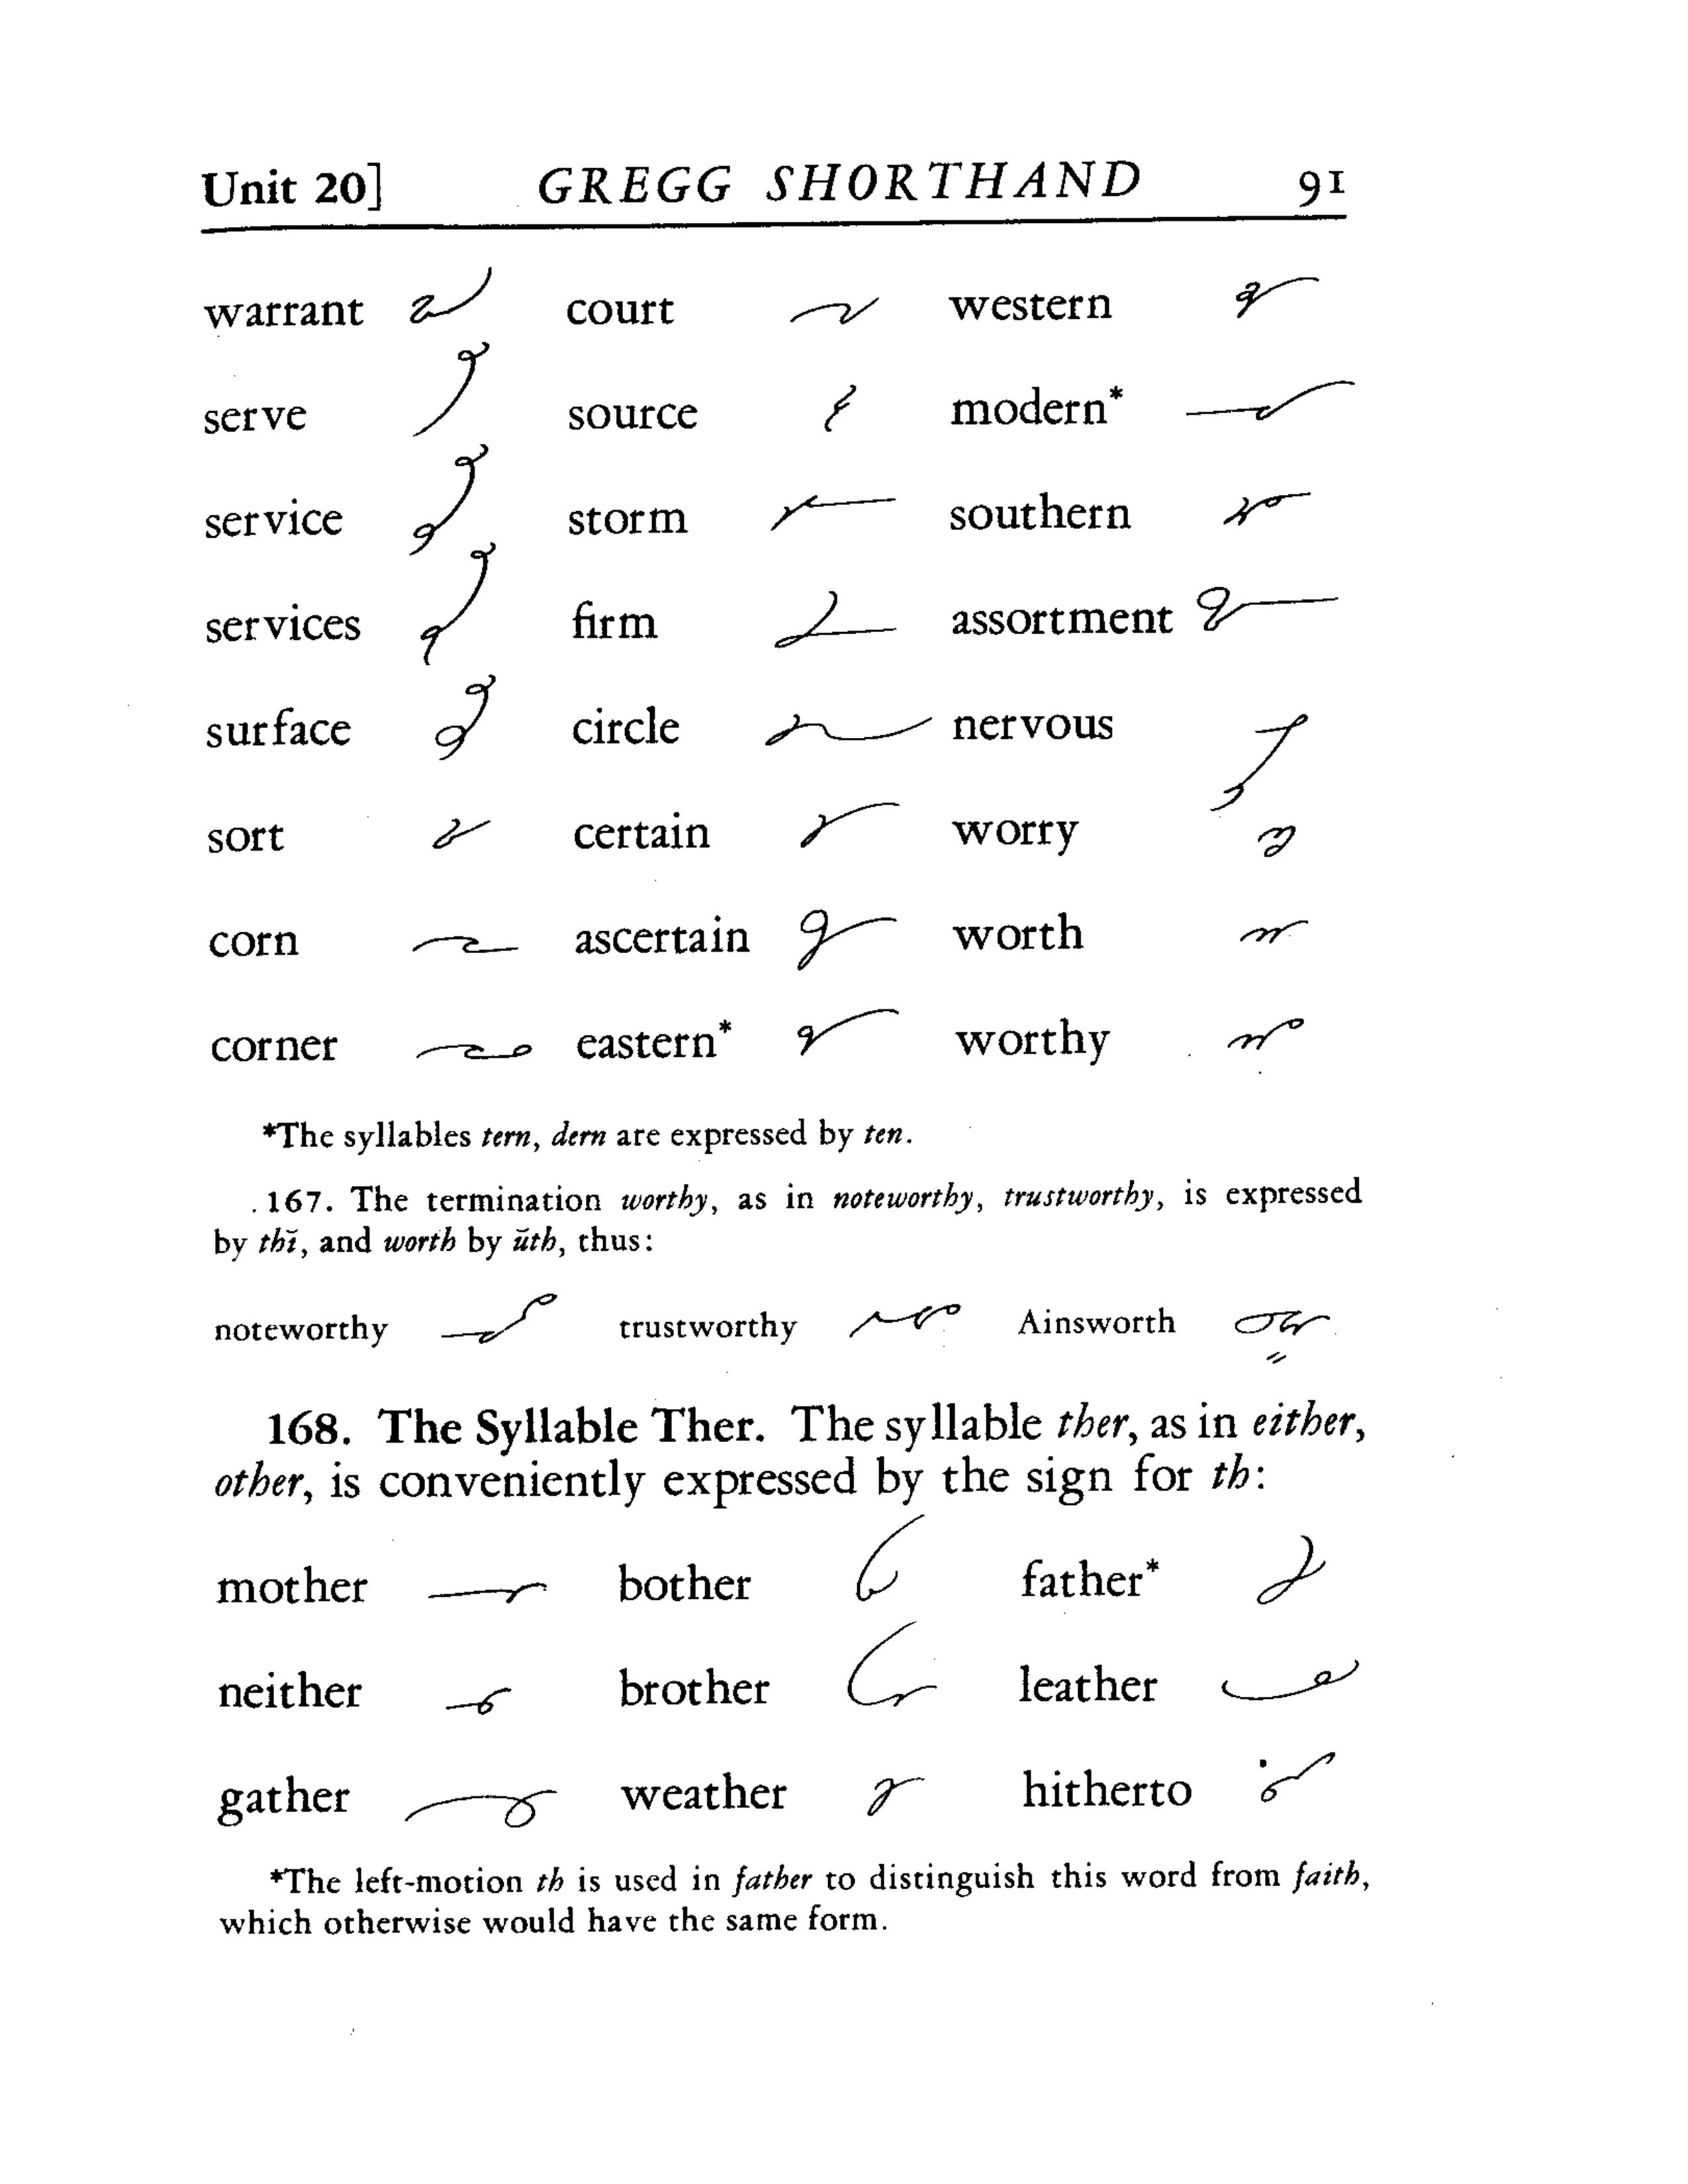 Unit 20] GREGG SHORTHAND 91
warrant court western
serve source modern*
service storm southern
services firm assortment
surface circle nervous
sort certain worry
corn ascertain worth
corner eastern* worthy
*The syllables tern, dern are expressed by ten.
167. The termination worthy, as in noteworthy, trustworthy, is expressed
by thĭ, and worth by ŭth, thus:
noteworthy trustworthy Ainsworth
168. The Syllable Ther. The syllable ther, as in either,
other, is conveniently expressed by the sign for th:
mother bother father*
neither brother leather
gather weather hitherto
*The left-motion th is used in father to distinguish this word from faith,
which otherwise would have the same form.